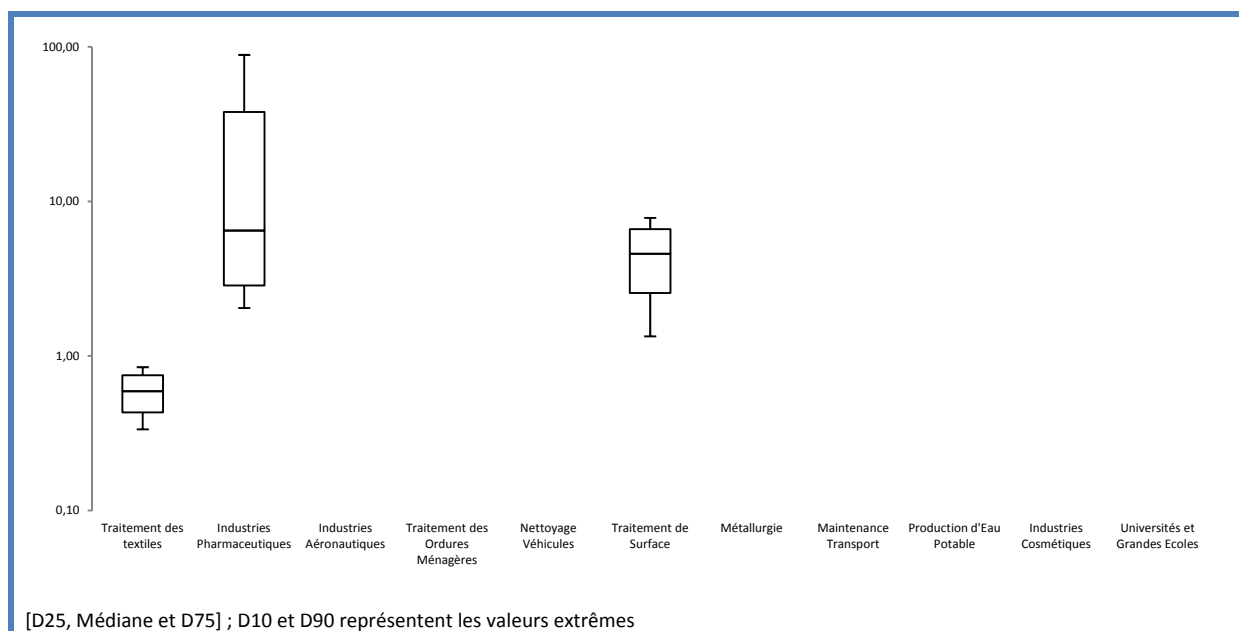 100,00
10,00
1,00
0,10
Traitement des
textiles
Industries
Pharmaceutiques
Industries
Aéronautiques
Traitement des
Ordures
Ménagères
Nettoyage
Véhicules
Traitement de
Surface
Métallurgie
Maintenance
Transport
Production d'Eau
Potable
Industries
Cosmétiques
Universités et
Grandes Ecoles
[D25, Médiane et D75] ; D10 et D90 représentent les valeurs extrêmes